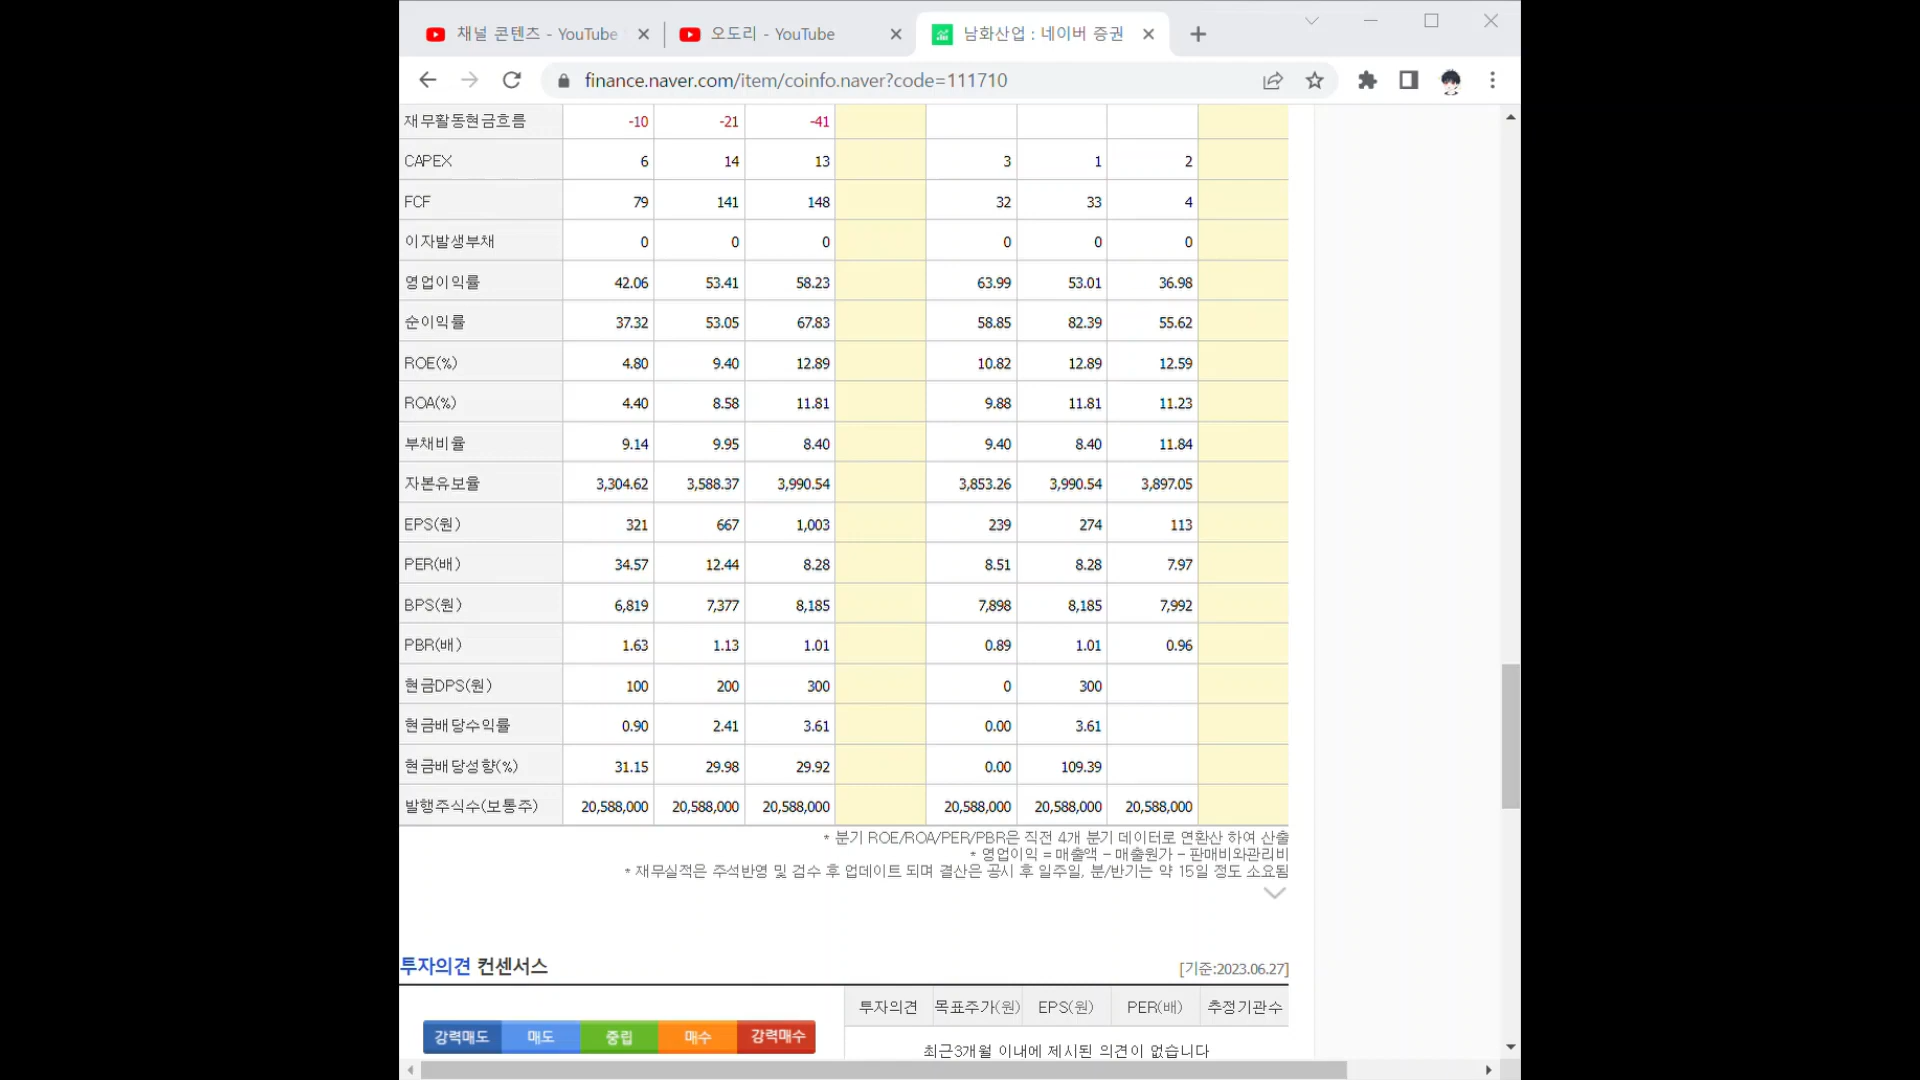 채널 콘텐츠 - YouTube
오도리 - YouTube
남화산업 : 네이버 증권
finance.naver.com/item/coinfo.naver?code=111710
재무활동현금흐름 -10 -21 -41
CAPEX 6 14 13 3 1 2
FCF 79 141 148 32 33 4
이자발생부채 0 0 0 0 0 0
영업이익률 42.06 53.41 58.23 63.99 53.01 36.98
순이익률 37.32 53.05 67.83 58.85 82.39 55.62
ROE(%) 4.80 9.40 12.89 10.82 12.89 12.59
ROA(%) 4.40 8.58 11.81 9.88 11.81 11.23
부채비율 9.14 9.95 8.40 9.40 8.40 11.84
자본유보율 3,304.62 3,588.37 3,990.54 3,853.26 3,990.54 3,897.05
EPS(원) 321 667 1,003 239 274 113
PER(배) 34.57 12.44 8.28 8.51 8.28 7.97
BPS(원) 6,819 7,377 8,185 7,898 8,185 7,992
PBR(배) 1.63 1.13 1.01 0.89 1.01 0.96
현금DPS(원) 100 200 300 0 300
현금배당수익률 0.90 2.41 3.61 0.00 3.61
현금배당성향(%) 31.15 29.98 29.92 0.00 109.39
발행주식수(보통주) 20,588,000 20,588,000 20,588,000 20,588,000 20,588,000 20,588,000
* 분기 ROE/ROA/PER/PBR은 직전 4개 분기 데이터로 연환산 하여 산출
* 영업이익 = 매출액 - 매출원가 - 판매비와관리비
* 재무실적은 주석반영 및 검수 후 업데이트 되며 결산은 공시 후 일주일, 분/반기는 약 15일 정도 소요됨
투자의견 컨센서스 [기준:2023.06.27]
투자의견 목표주가(원) EPS(원) PER(배) 추정기관수
강력매도 매도 중립 매수 강력매수
최근3개월 이내에 제시된 의견이 없습니다